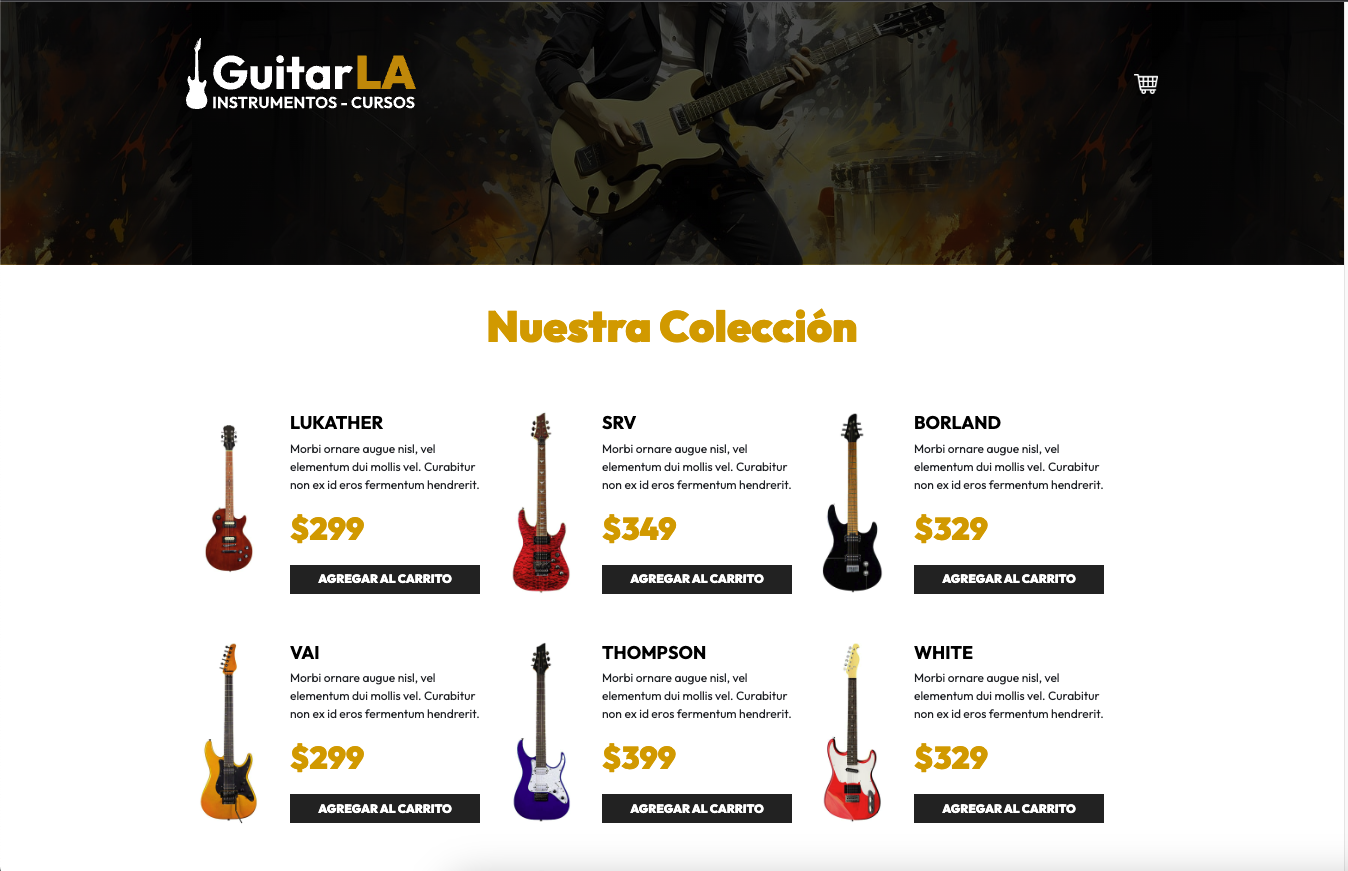 GuitarLA
INSTRUMENTOS - CURSOS
Nuestra Colección
LUKATHER
Morbi ornare augue nisl, vel
elementum dui mollis vel. Curabitur
non ex id eros fermentum hendrerit.
$299
AGREGAR AL CARRITO
SRV
Morbi ornare augue nisl, vel
elementum dui mollis vel. Curabitur
non ex id eros fermentum hendrerit.
$349
AGREGAR AL CARRITO
BORLAND
Morbi ornare augue nisl, vel
elementum dui mollis vel. Curabitur
non ex id eros fermentum hendrerit.
$329
AGREGAR AL CARRITO
VAI
Morbi ornare augue nisl, vel
elementum dui mollis vel. Curabitur
non ex id eros fermentum hendrerit.
$299
AGREGAR AL CARRITO
THOMPSON
Morbi ornare augue nisl, vel
elementum dui mollis vel. Curabitur
non ex id eros fermentum hendrerit.
$399
AGREGAR AL CARRITO
WHITE
Morbi ornare augue nisl, vel
elementum dui mollis vel. Curabitur
non ex id eros fermentum hendrerit.
$329
AGREGAR AL CARRITO